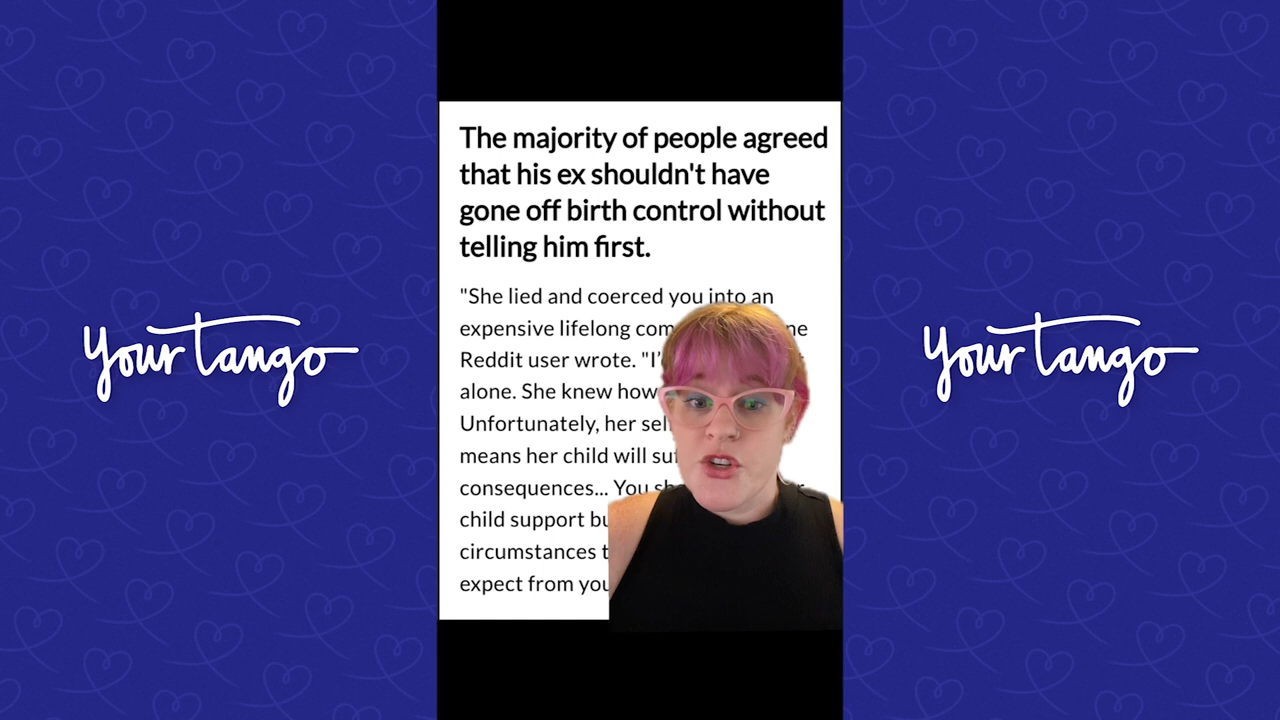 The majority of people agreed
that his ex shouldn't have
gone off birth control without
telling him first.
"She lied and coerced you into an
expensive lifelong com ne
Reddit user wrote. "I'
alone. She knew how
Unfortunately, her sel
means her child will suf
consequences... You sh
child support bu
circumstances t
expect from you
Your Tango
Your Tango